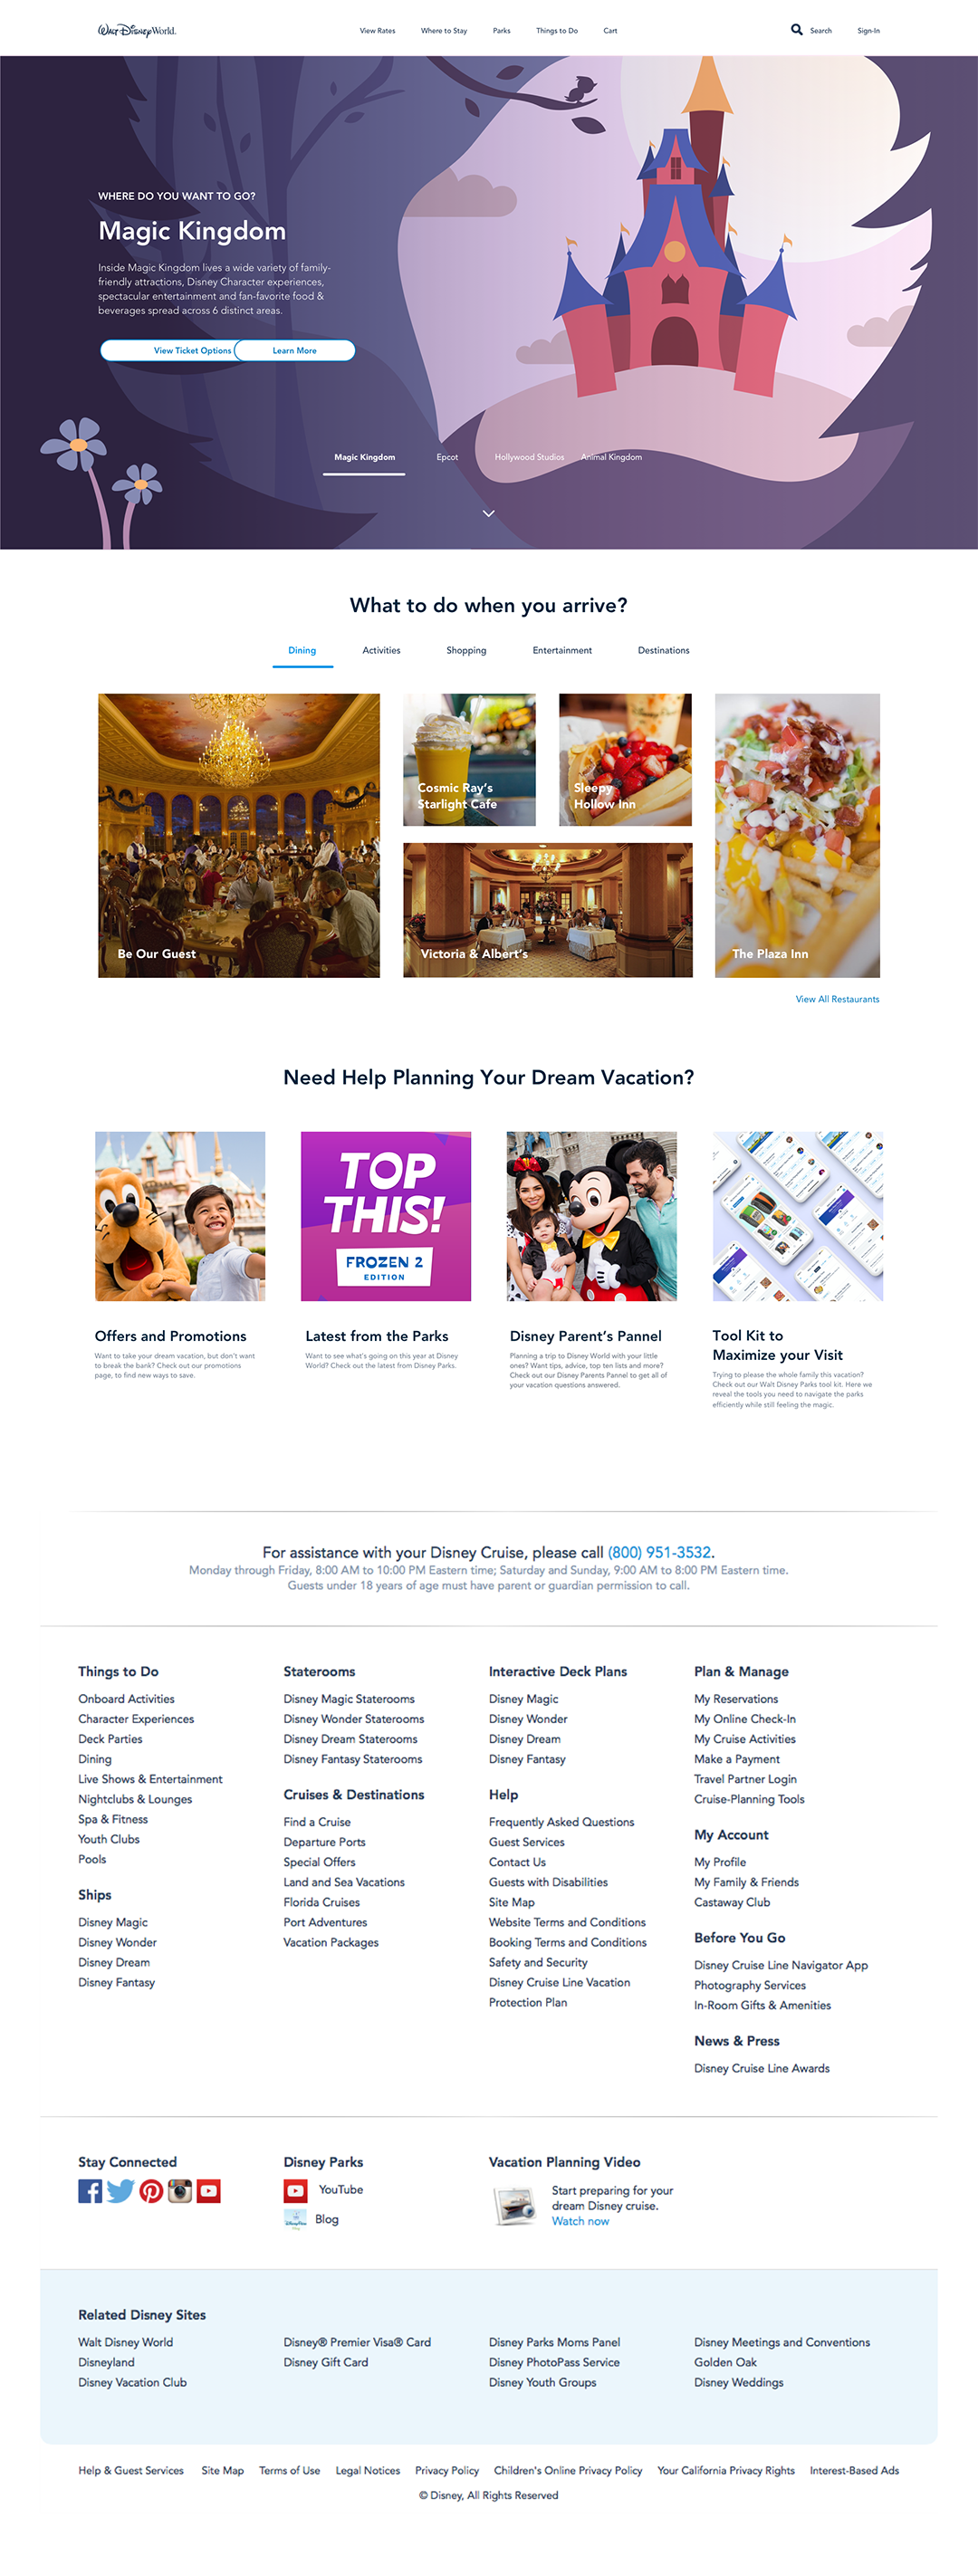 Walt Disney World.
View Rates
Where to Stay
Parks
Things to Do
Cart
Search
Sign-In
WHERE DO YOU WANT TO GO?
Magic Kingdom
Inside Magic Kingdom lives a wide variety of family-
friendly attractions, Disney Character experiences,
spectacular entertainment and fan-favorite food &
beverages spread across 6 distinct areas.
View Ticket Options
Learn More
Magic Kingdom
Epcot
Hollywood Studios
Animal Kingdom
What to do when you arrive?
Dining
Activities
Shopping
Entertainment
Destinations
Cosmic Ray's
Starlight Cafe
Sleepy
Hollow Inn
Be Our Guest
Victoria & Albert's
The Plaza Inn
View All Restaurants
Need Help Planning Your Dream Vacation?
TOP
THIS!
FROZEN 2
EDITION
Offers and Promotions
Want to take your dream vacation, but don't want
to break the bank? Check out our promotions
page, to find new ways to save.
Latest from the Parks
Want to see what's going on this year at Disney
World? Check out the latest from Disney Parks.
Disney Parent's Pannel
Planning a trip to Disney World with your little
ones? Want tips, advice, top ten lists and more?
Check out our Disney Parents Pannel to get all of
your vacation questions answered.
Tool Kit to
Maximize your Visit
Trying to please the whole family this vacation?
Check out our Walt Disney Parks tool kit. Here we
reveal the tools you need to navigate the parks
efficiently while still feeling the magic.
For assistance with your Disney Cruise, please call (800) 951-3532.
Monday through Friday, 8:00 AM to 10:00 PM Eastern time; Saturday and Sunday, 9:00 AM to 8:00 PM Eastern time.
Guests under 18 years of age must have parent or guardian permission to call.
Things to Do
Onboard Activities
Character Experiences
Deck Parties
Dining
Live Shows & Entertainment
Nightclubs & Lounges
Spa & Fitness
Youth Clubs
Pools
Ships
Disney Magic
Disney Wonder
Disney Dream
Disney Fantasy
Staterooms
Disney Magic Staterooms
Disney Wonder Staterooms
Disney Dream Staterooms
Disney Fantasy Staterooms
Cruises & Destinations
Find a Cruise
Departure Ports
Special Offers
Land and Sea Vacations
Florida Cruises
Port Adventures
Vacation Packages
Interactive Deck Plans
Disney Magic
Disney Wonder
Disney Dream
Disney Fantasy
Help
Frequently Asked Questions
Guest Services
Contact Us
Guests with Disabilities
Site Map
Website Terms and Conditions
Booking Terms and Conditions
Safety and Security
Disney Cruise Line Vacation
Protection Plan
Plan & Manage
My Reservations
My Online Check-In
My Cruise Activities
Make a Payment
Travel Partner Login
Cruise-Planning Tools
My Account
My Profile
My Family & Friends
Castaway Club
Before You Go
Disney Cruise Line Navigator App
Photography Services
In-Room Gifts & Amenities
News & Press
Disney Cruise Line Awards
Stay Connected
Disney Parks
YouTube
Blog
Vacation Planning Video
Start preparing for your
dream Disney cruise.
Watch now
Related Disney Sites
Walt Disney World
Disneyland
Disney Vacation Club
Disney® Premier Visa® Card
Disney Gift Card
Disney Parks Moms Panel
Disney PhotoPass Service
Disney Youth Groups
Disney Meetings and Conventions
Golden Oak
Disney Weddings
Help & Guest Services
Site Map
Terms of Use
Legal Notices
Privacy Policy
Children's Online Privacy Policy
Your California Privacy Rights
Interest-Based Ads
© Disney, All Rights Reserved